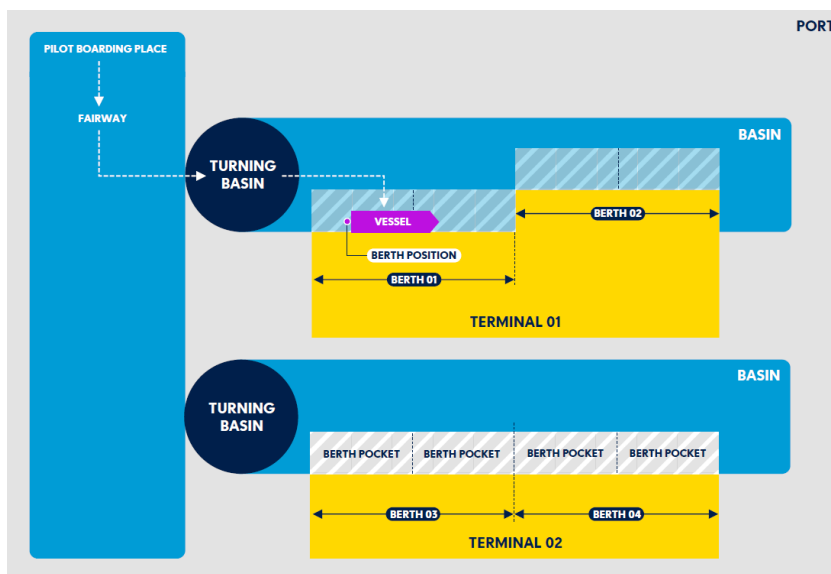 PORT
PILOT BOARDING PLACE
FAIRWAY
BASIN
TURNING
BASIN
VESSEL
BERTH 02
BERTH POSITION
BERTH 01
TERMINAL 01
BASIN
TURNING
BASIN
BERTH POCKET
BERTH POCKET
BERTH POCKET
BERTH POCKET
BERTH 03
BERTH 04
TERMINAL 02